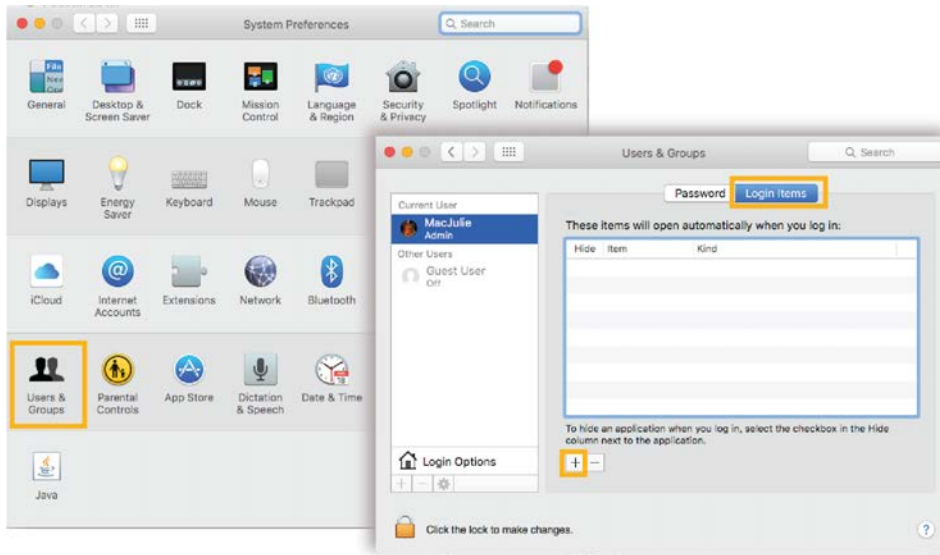 System Preferences
Search
General
Desktop &
Screen Saver
Dock
Mission
Control
Language
& Region
Security
& Privacy
Spotlight
Notifications
Displays
Energy
Saver
Keyboard
Mouse
Trackpad
iCloud
Internet
Accounts
Extensions
Network
Bluetooth
Users &
Groups
Parental
Controls
App Store
Dictation
& Speech
Date & Time
Java
Users & Groups
Search
Password
Login Items
Current User
MacJulie
Admin
Other Users
Guest User
Off
Login Options
These items will open automatically when you log in:
Hide Item Kind
To hide an application when you log in, select the checkbox in the Hide
column next to the application.
Click the lock to make changes.